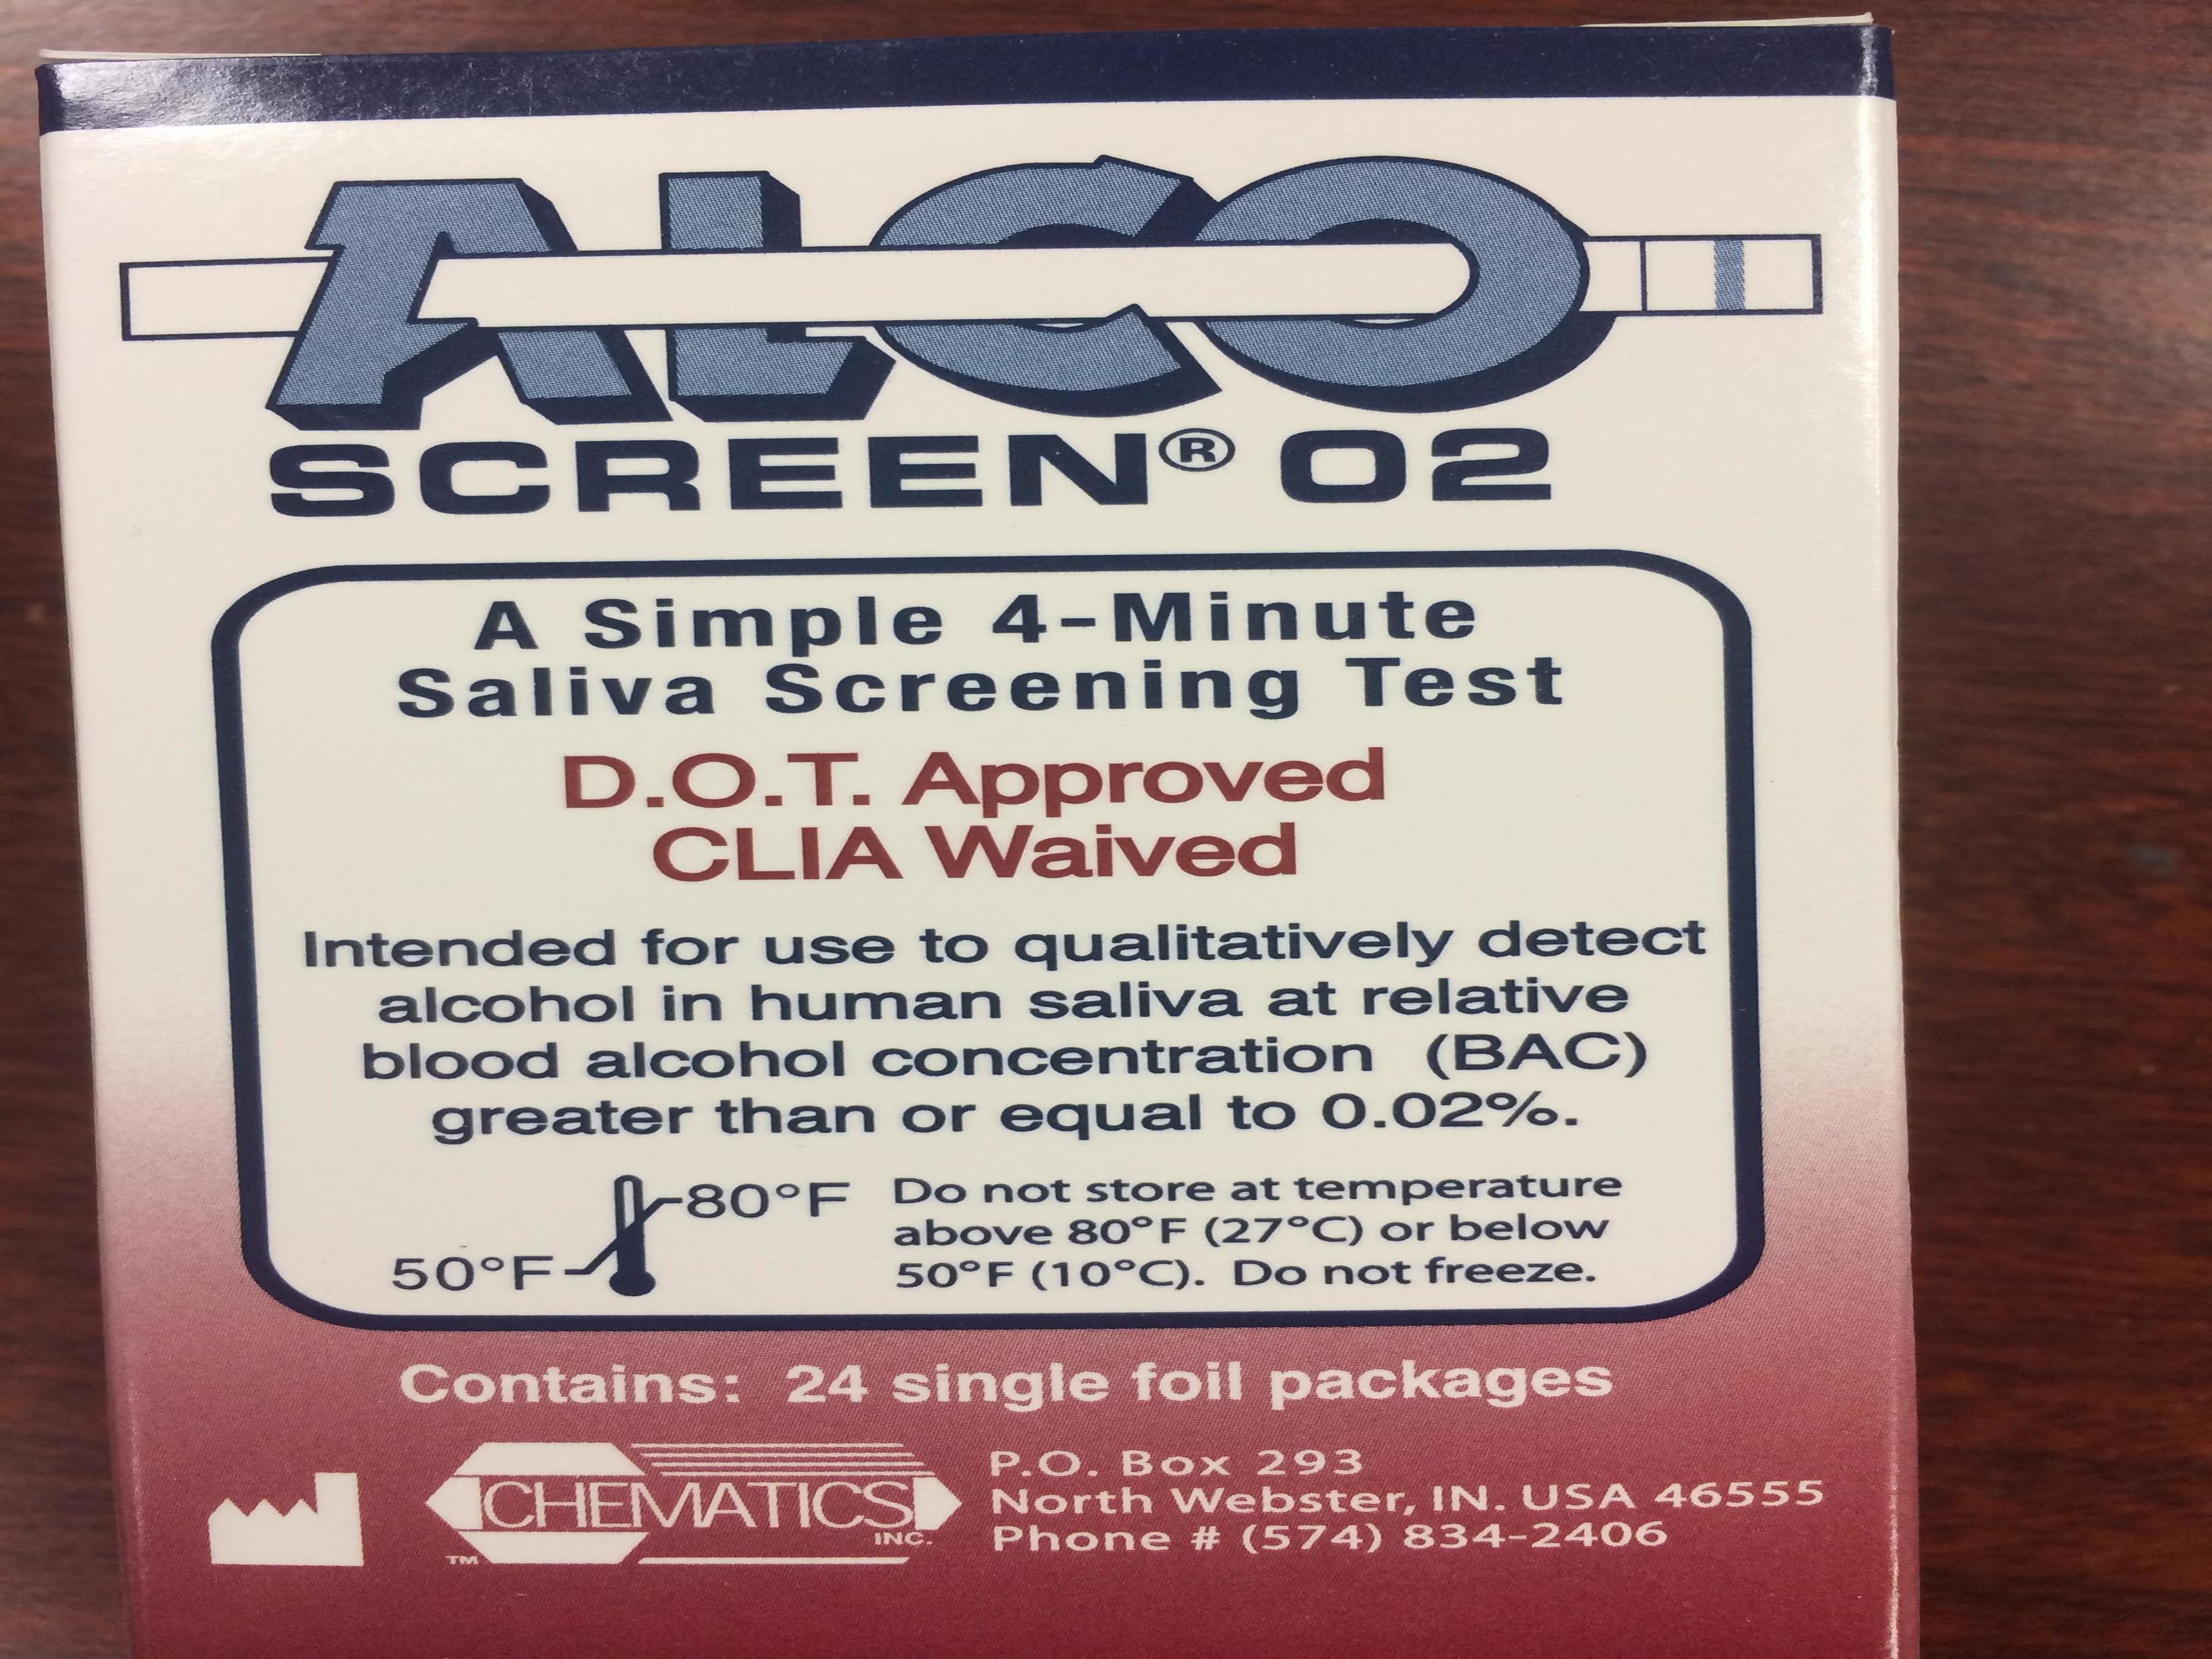 ALCO
SCREEN® 02
A Simple 4-Minute
Saliva Screening Test
D.O.T. Approved
CLIA Waived
Intended for use to qualitatively detect
alcohol in human saliva at relative
blood alcohol concentration (BAC)
greater than or equal to 0.02%.
80°F
50°F
Do not store at temperature
above 80°F (27°C) or below
50°F (10°C). Do not freeze.
Contains: 24 single foil packages
CHEMATICS
INC.
TM
P.O. Box 293
North Webster, IN. USA 46555
Phone # (574) 834-2406